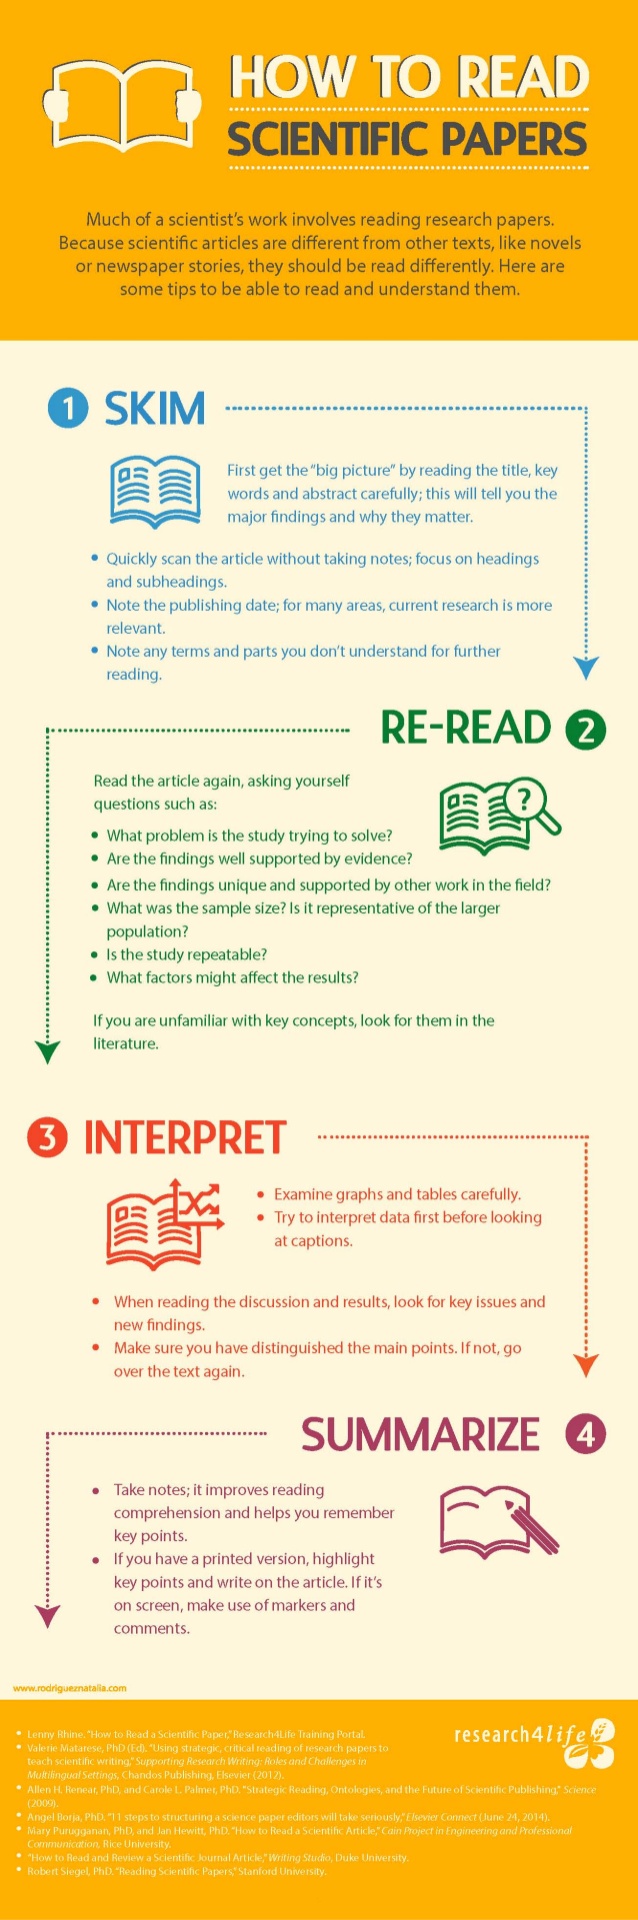 HOW TO READ
SCIENTIFIC PAPERS
Much of a scientist's work involves reading research papers.
Because scientific articles are different from other texts, like novels
or newspaper stories, they should be read differently. Here are
some tips to be able to read and understand them.
1 SKIM
First get the "big picture" by reading the title, key
words and abstract carefully; this will tell you the
major findings and why they matter.
• Quickly scan the article without taking notes; focus on headings
and subheadings.
• Note the publishing date; for many areas, current research is more
relevant.
• Note any terms and parts you don't understand for further
reading.
RE-READ 2
Read the article again, asking yourself
questions such as:
?
• What problem is the study trying to solve?
• Are the findings well supported by evidence?
• Are the findings unique and supported by other work in the field?
• What was the sample size? Is it representative of the larger
population?
• Is the study repeatable?
• What factors might affect the results?
If you are unfamiliar with key concepts, look for them in the
literature.
3 INTERPRET
• Examine graphs and tables carefully.
• Try to interpret data first before looking
at captions.
• When reading the discussion and results, look for key issues and
new findings.
• Make sure you have distinguished the main points. If not, go
over the text again.
SUMMARIZE 4
• Take notes; it improves reading
comprehension and helps you remember
key points.
• If you have a printed version, highlight
key points and write on the article. If it's
on screen, make use of markers and
comments.
www.rodrigueznatalia.com
research4life
• Lenny Rhine. "How to Read a Scientific Paper," Research4Life Training Portal.
• Valerie Matarese, PhD (Ed). "Using strategic, critical reading of research papers to
teach scientific writing," Supporting Research Writing: Roles and Challenges in
Multilingual Settings, Chandos Publishing, Elsevier (2012).
• Allen H. Renear, PhD, and Carole L. Palmer, PhD. "Strategic Reading, Ontologies, and the Future of Scientific Publishing," Science
(2009).
• Angel Borja, PhD. "11 steps to structuring a science paper editors will take seriously," Elsevier Connect (June 24, 2014).
• Mary Purugganan, PhD, and Jan Hewitt, PhD. "How to Read a Scientific Article," Cain Project in Engineering and Professional
Communication, Rice University.
• "How to Read and Review a Scientific Journal Article," Writing Studio, Duke University.
• Robert Siegel, PhD. "Reading Scientific Papers," Stanford University.